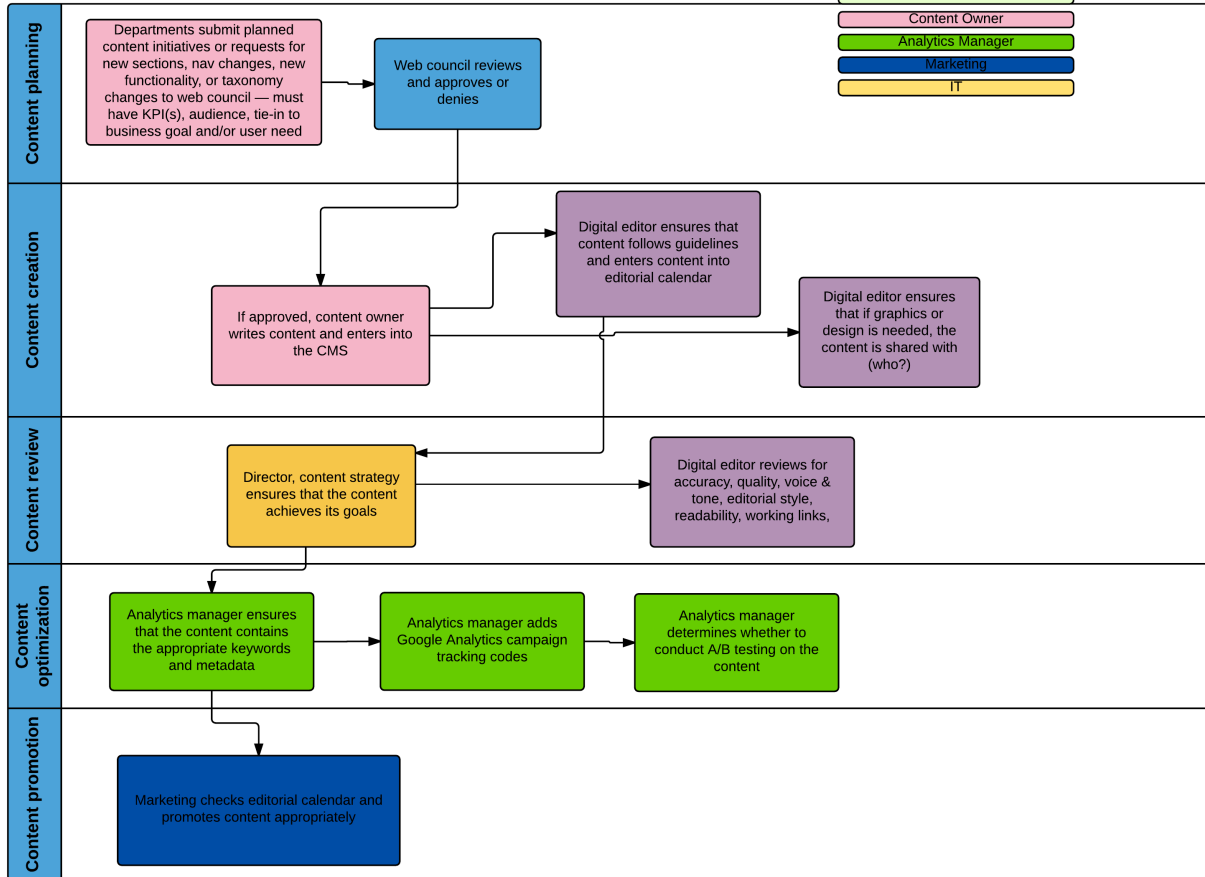 Content Owner
Analytics Manager
Marketing
IT
Content planning
Departments submit planned
content initiatives or requests for
new sections, nav changes, new
functionality, or taxonomy
changes to web council — must
have KPI(s), audience, tie-in to
business goal and/or user need
Web council reviews
and approves or
denies
Content creation
Digital editor ensures that
content follows guidelines
and enters content into
editorial calendar
If approved, content owner
writes content and enters into
the CMS
Digital editor ensures
that if graphics or
design is needed, the
content is shared with
(who?)
Content review
Director, content strategy
ensures that the content
achieves its goals
Digital editor reviews for
accuracy, quality, voice &
tone, editorial style,
readability, working links,
Content
optimization
Analytics manager ensures
that the content contains
the appropriate keywords
and metadata
Analytics manager adds
Google Analytics campaign
tracking codes
Analytics manager
determines whether to
conduct A/B testing on the
content
Content promotion
Marketing checks editorial calendar and
promotes content appropriately